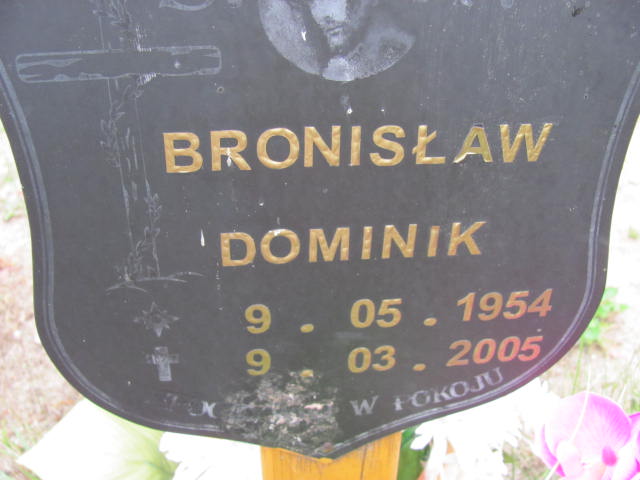 BRONISŁAW
DOMINIK
9 . 05 . 1954
9 . 03 . 2005
W POKOJU